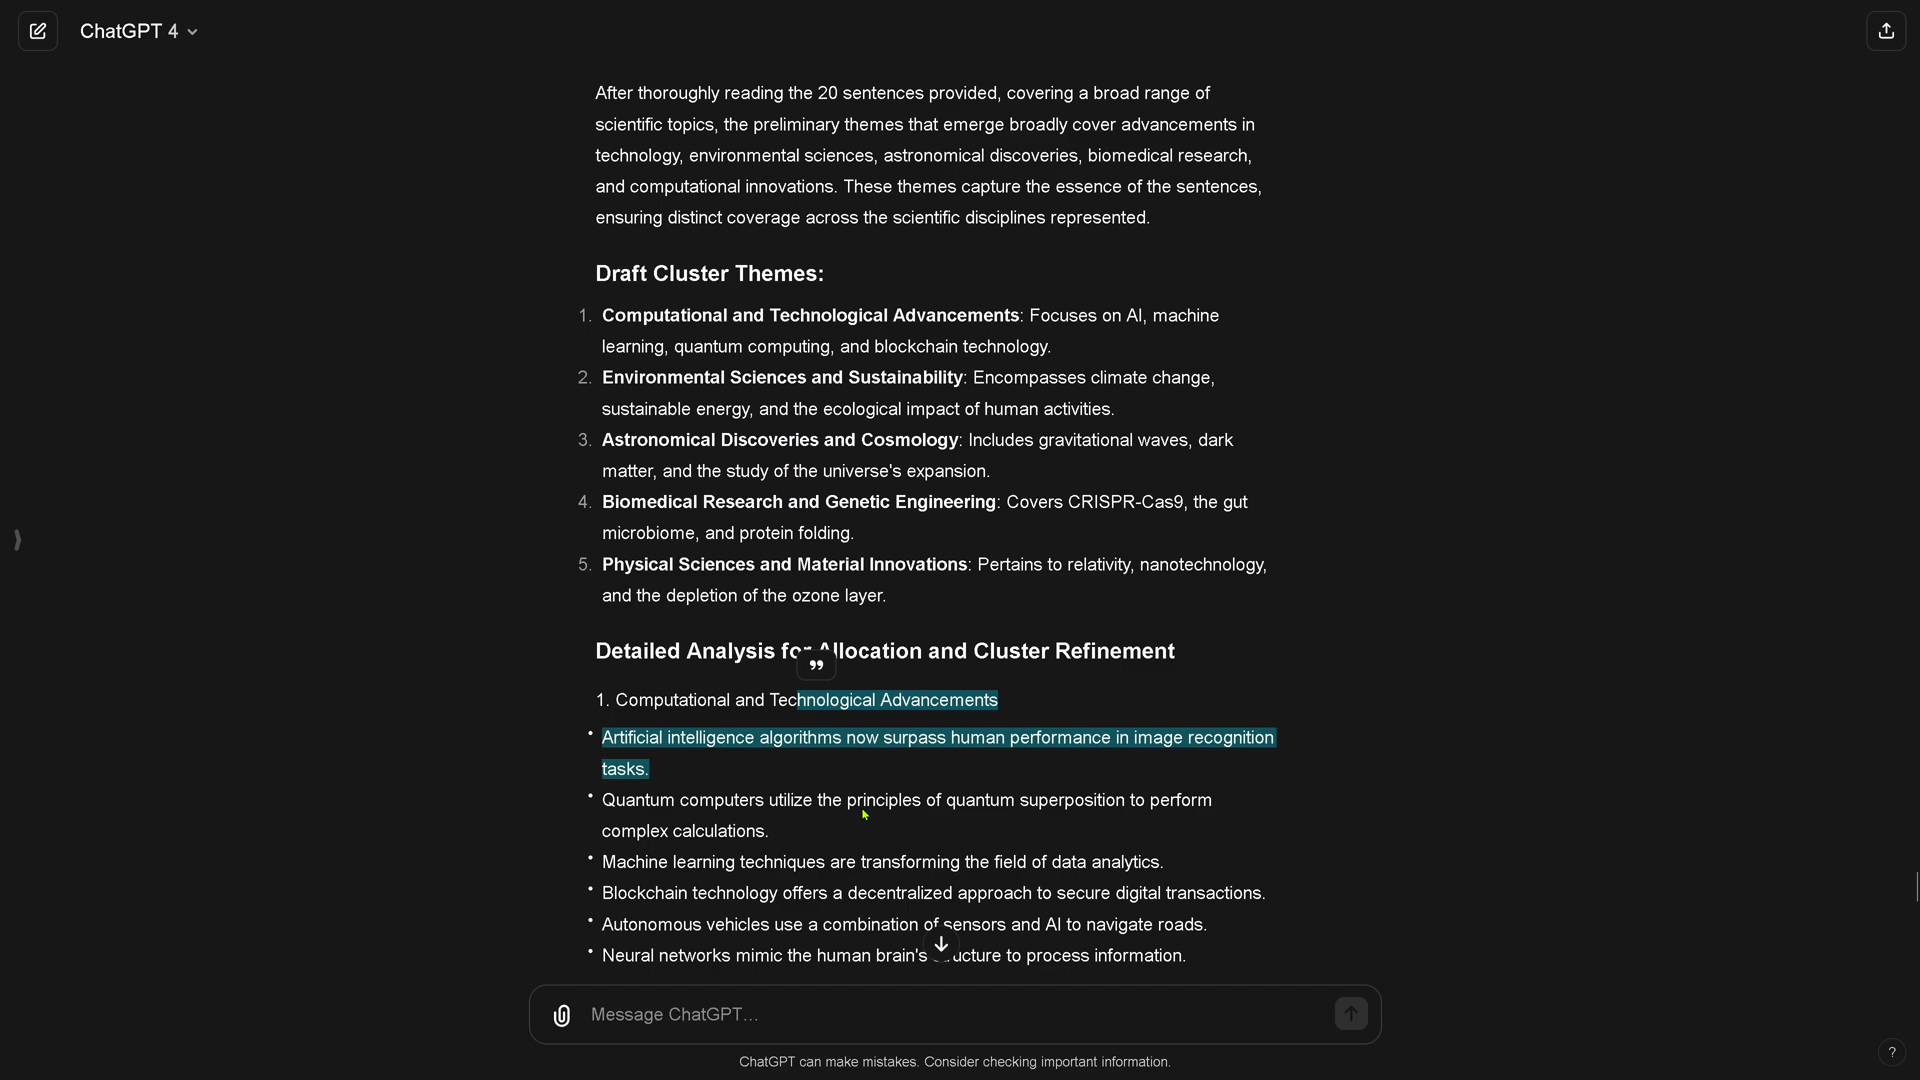 ChatGPT 4
After thoroughly reading the 20 sentences provided, covering a broad range of
scientific topics, the preliminary themes that emerge broadly cover advancements in
technology, environmental sciences, astronomical discoveries, biomedical research,
and computational innovations. These themes capture the essence of the sentences,
ensuring distinct coverage across the scientific disciplines represented.
Draft Cluster Themes:
1. Computational and Technological Advancements: Focuses on AI, machine
learning, quantum computing, and blockchain technology.
2. Environmental Sciences and Sustainability: Encompasses climate change,
sustainable energy, and the ecological impact of human activities.
3. Astronomical Discoveries and Cosmology: Includes gravitational waves, dark
matter, and the study of the universe's expansion.
4. Biomedical Research and Genetic Engineering: Covers CRISPR-Cas9, the gut
microbiome, and protein folding.
5. Physical Sciences and Material Innovations: Pertains to relativity, nanotechnology,
and the depletion of the ozone layer.
Detailed Analysis for Allocation and Cluster Refinement
1. Computational and Technological Advancements
• Artificial intelligence algorithms now surpass human performance in image recognition
tasks.
• Quantum computers utilize the principles of quantum superposition to perform
complex calculations.
• Machine learning techniques are transforming the field of data analytics.
• Blockchain technology offers a decentralized approach to secure digital transactions.
• Autonomous vehicles use a combination of sensors and AI to navigate roads.
• Neural networks mimic the human brain's structure to process information.
Message ChatGPT…
ChatGPT can make mistakes. Consider checking important information.
?